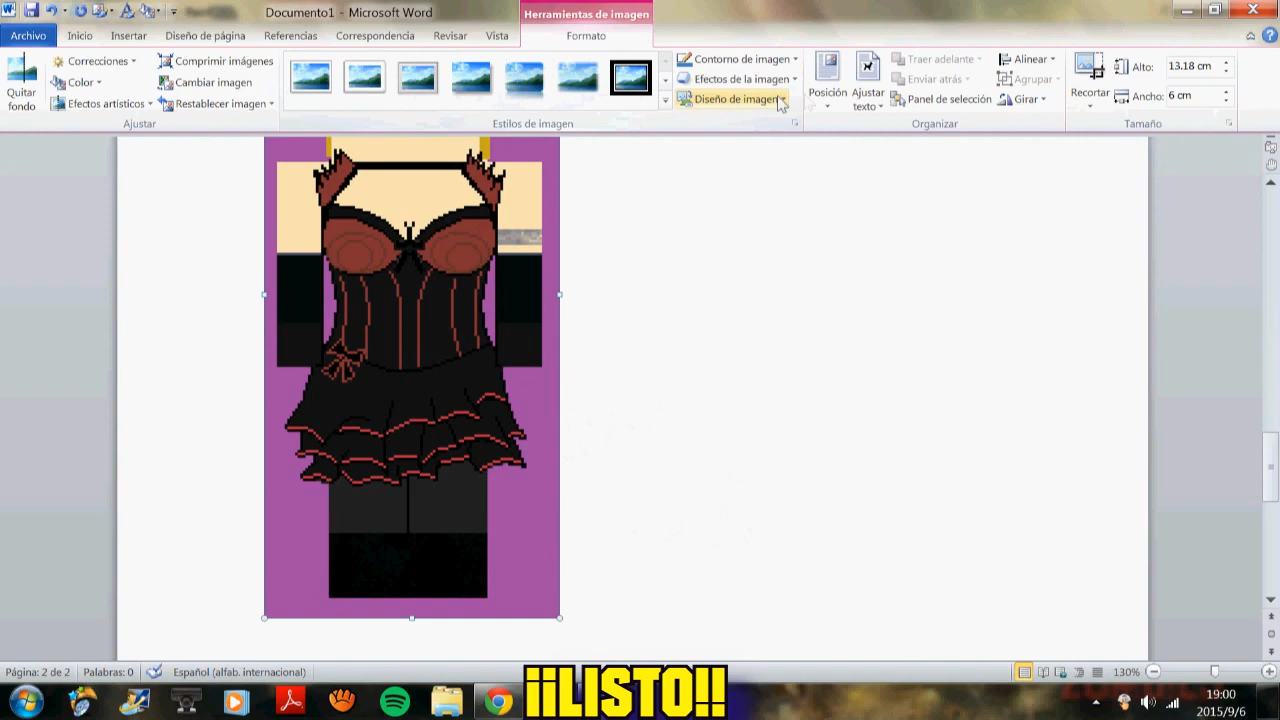 Documento1 - Microsoft Word
Herramientas de imagen
Archivo Inicio Insertar Diseño de página Referencias Correspondencia Revisar Vista Formato
Correcciones Comprimir imágenes
Color Cambiar imagen
Efectos artísticos Restablecer imagen
Quitar fondo
Contorno de imagen
Efectos de la imagen
Diseño de imagen
Posición
Ajustar texto
Traer adelante Alinear
Enviar atrás Agrupar
Panel de selección Girar
Recortar
Alto: 13.18 cm
Ancho: 6 cm
Ajustar Estilos de imagen Organizar Tamaño
Página: 2 de 2 Palabras: 0 Español (alfab. internacional) 130%
¡¡LISTO!!
19:00
2015/9/6